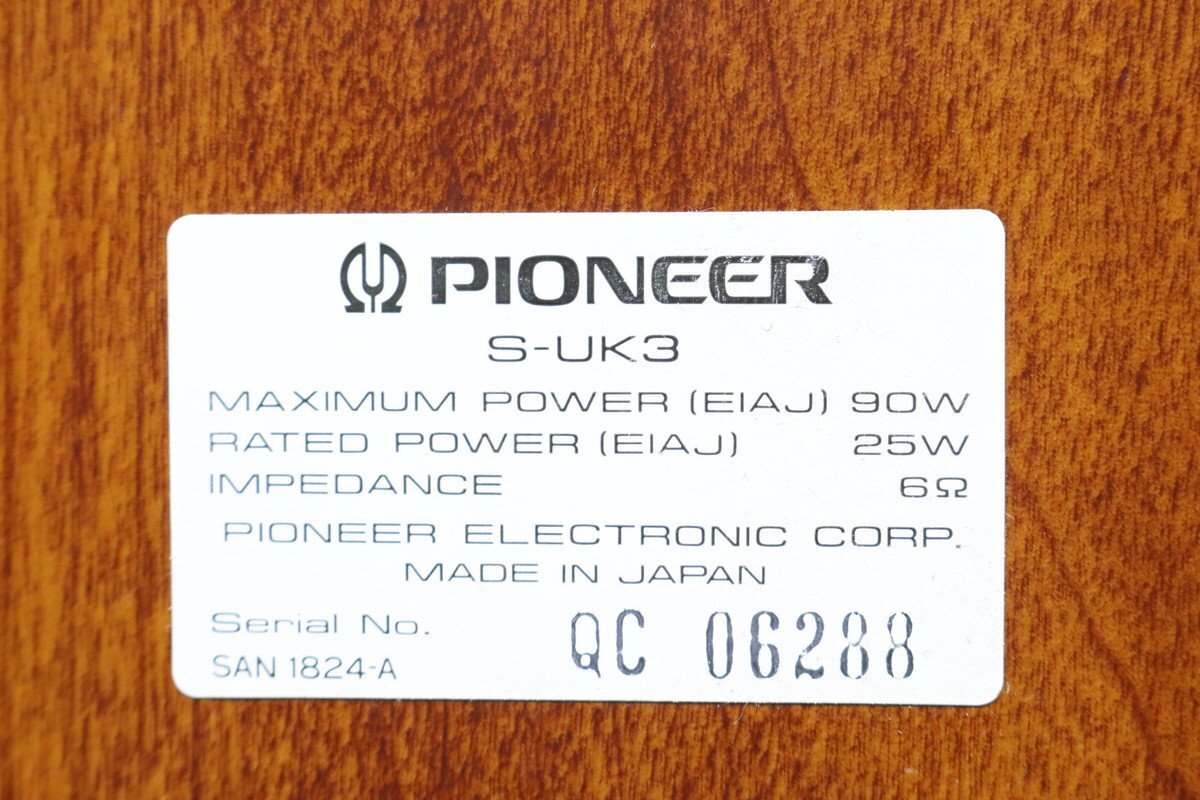 PIONEER
S-UK3
MAXIMUM POWER (EIAJ) 90W
RATED POWER (EIAJ) 25W
IMPEDANCE 6Ω
PIONEER ELECTRONIC CORP.
MADE IN JAPAN
Serial No. QC 06288
SAN 1824-A